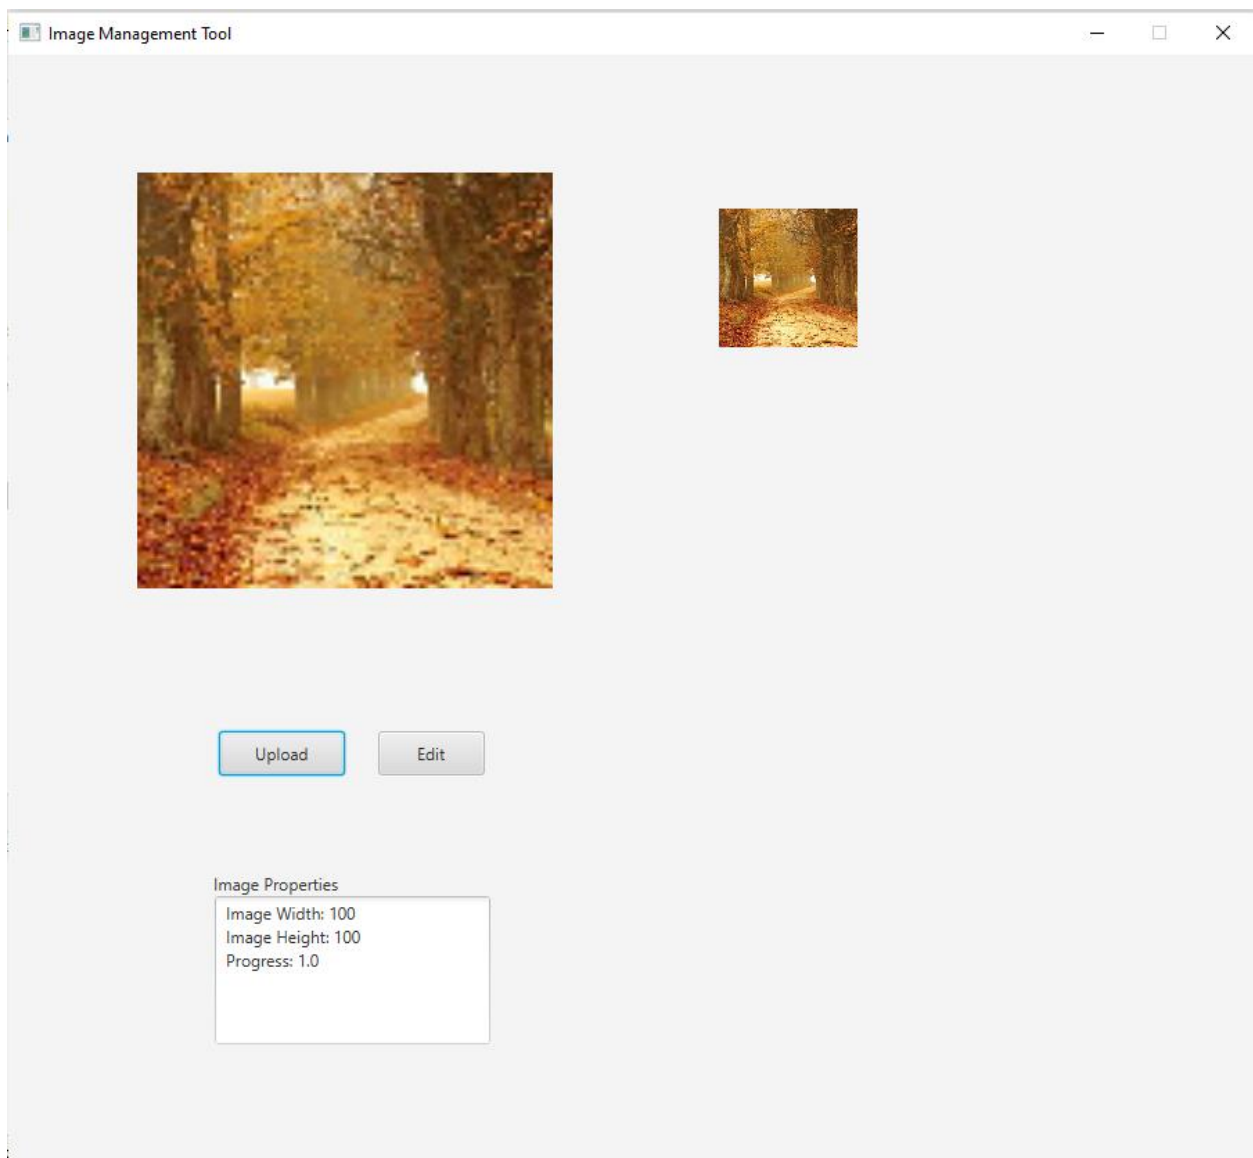 Image Management Tool
Upload
Edit
Image Properties
Image Width: 100
Image Height: 100
Progress: 1.0